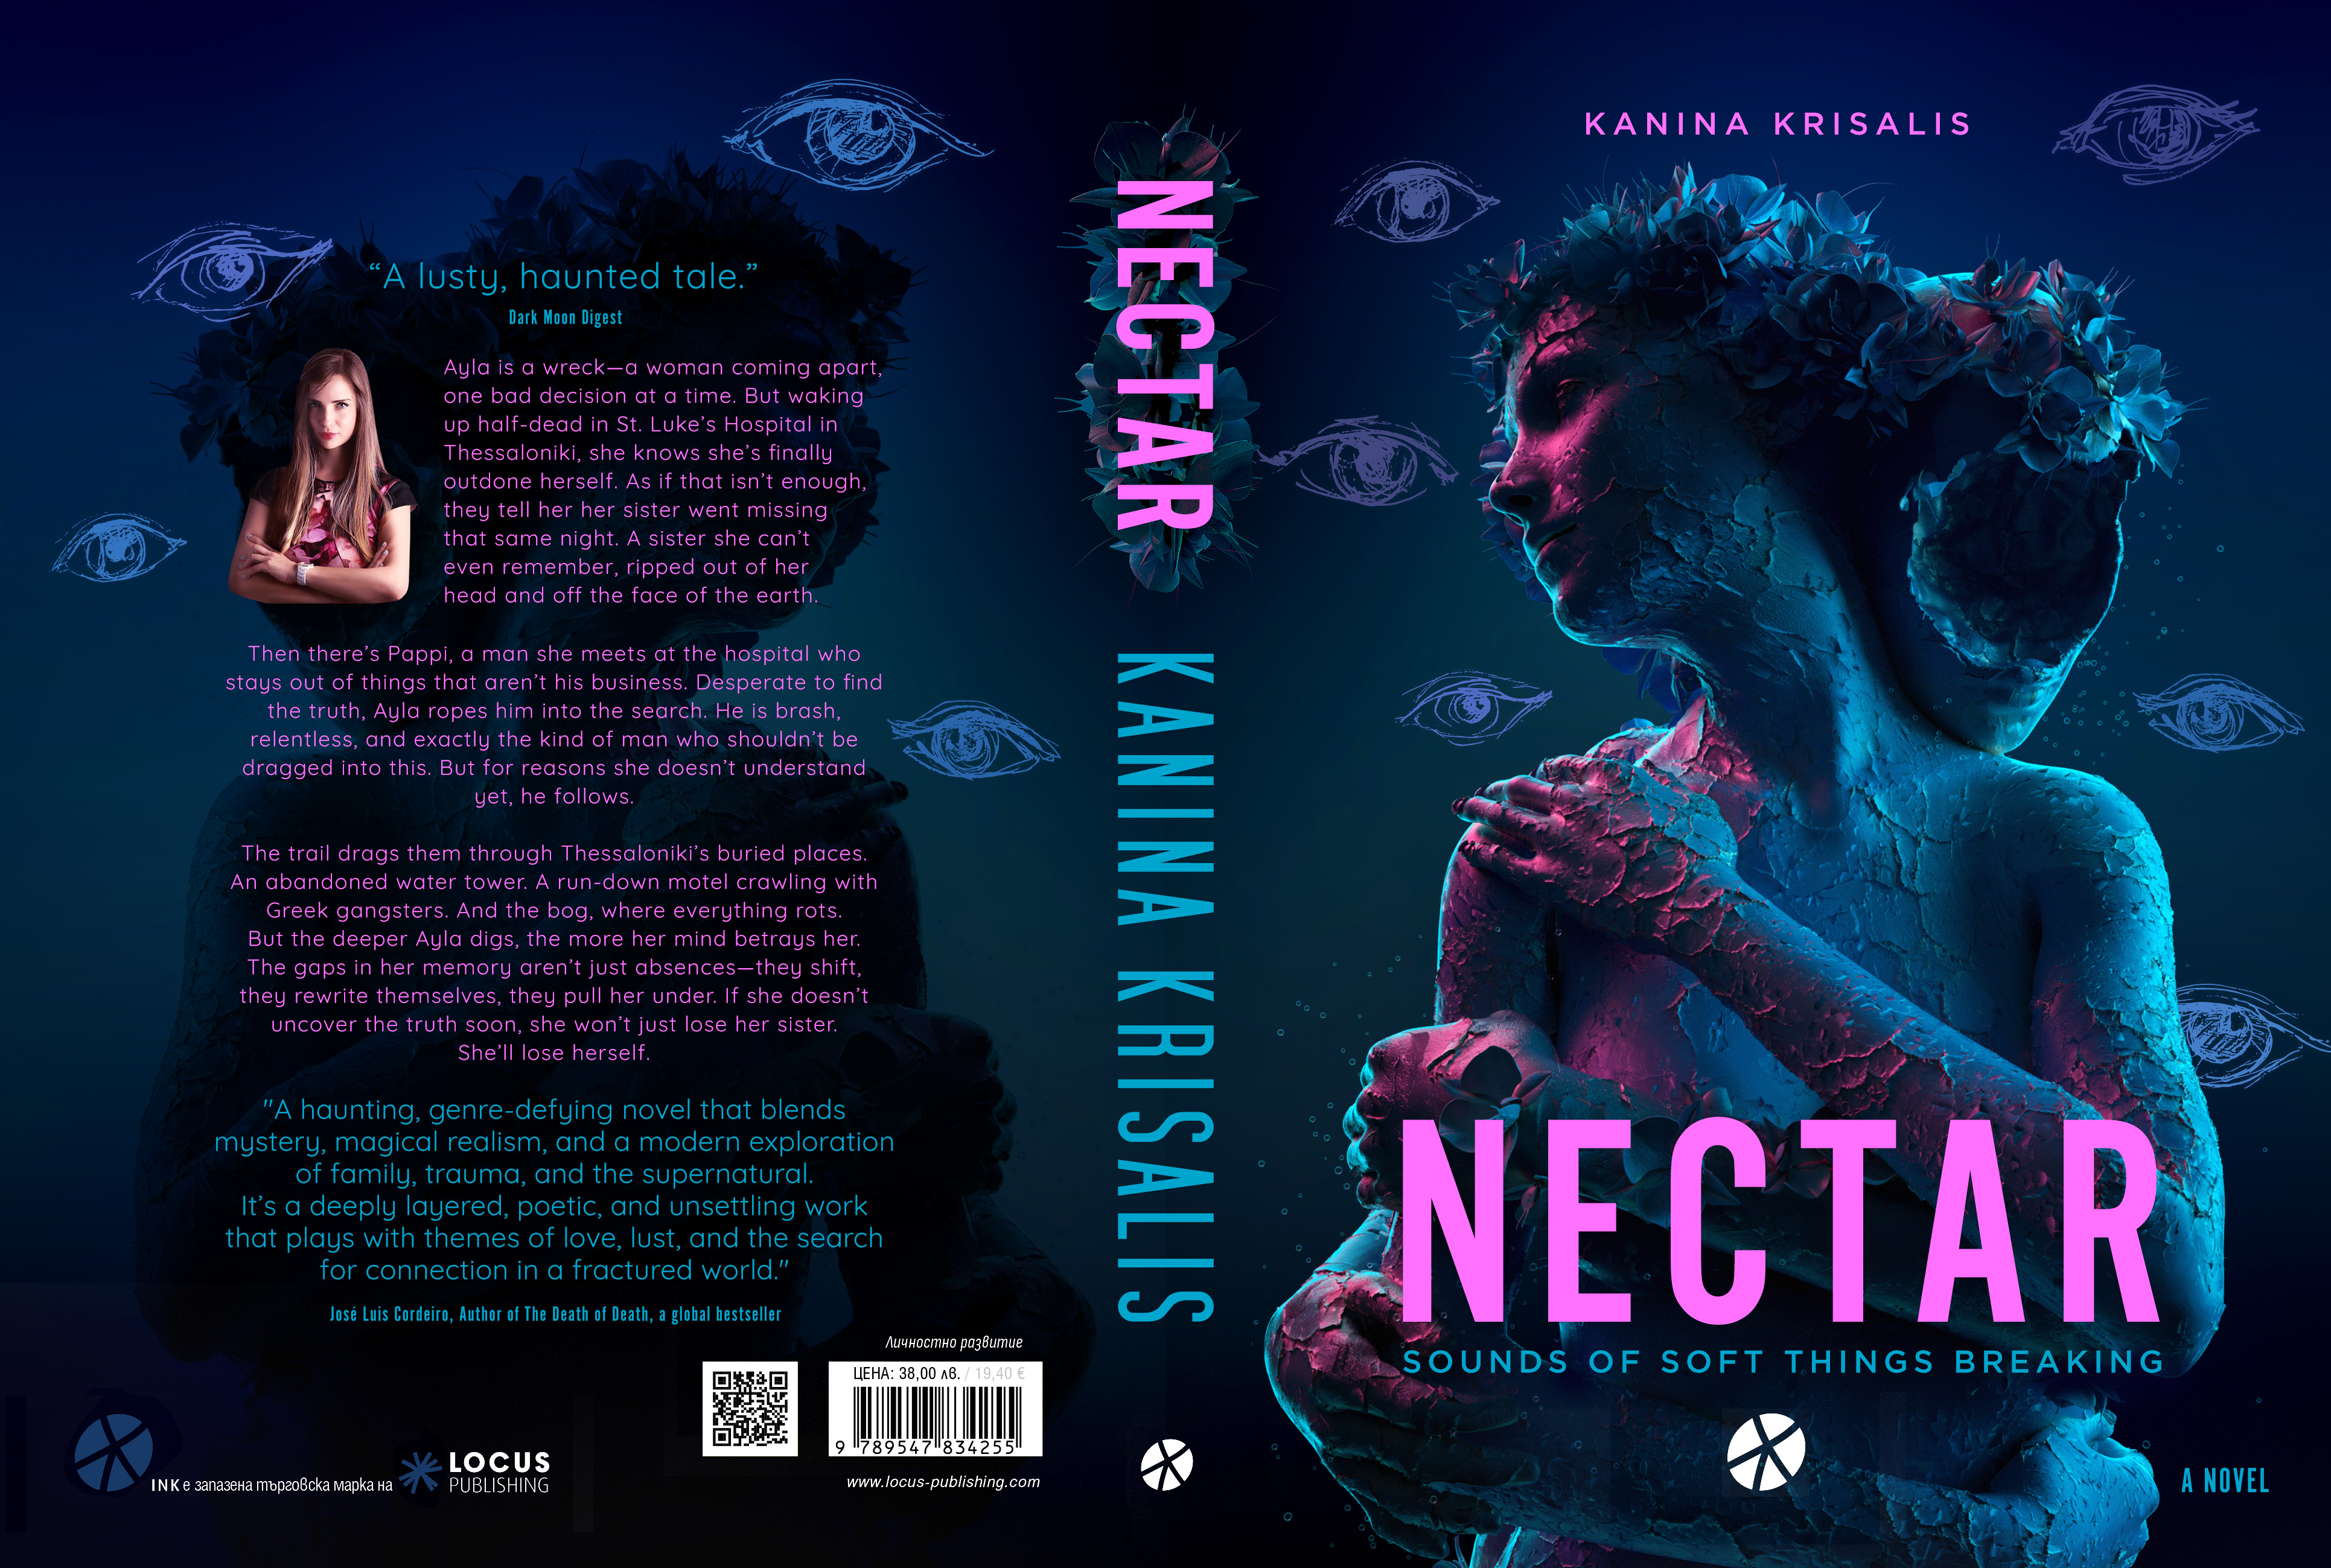 “A lusty, haunted tale.”
Dark Moon Digest
Ayla is a wreck—a woman coming apart,
one bad decision at a time. But waking
up half-dead in St. Luke’s Hospital in
Thessaloniki, she knows she’s finally
outdone herself. As if that isn’t enough,
they tell her her sister went missing
that same night. A sister she can’t
even remember, ripped out of her
head and off the face of the earth.
Then there’s Pappi, a man she meets at the hospital who
stays out of things that aren’t his business. Desperate to find
the truth, Ayla ropes him into the search. He is brash,
relentless, and exactly the kind of man who shouldn’t be
dragged into this. But for reasons she doesn’t understand
yet, he follows.
The trail drags them through Thessaloniki’s buried places.
An abandoned water tower. A run-down motel crawling with
Greek gangsters. And the bog, where everything rots.
But the deeper Ayla digs, the more her mind betrays her.
The gaps in her memory aren’t just absences—they shift,
they rewrite themselves, they pull her under. If she doesn’t
uncover the truth soon, she won’t just lose her sister.
She’ll lose herself.
"A haunting, genre-defying novel that blends
mystery, magical realism, and a modern exploration
of family, trauma, and the supernatural.
It’s a deeply layered, poetic, and unsettling work
that plays with themes of love, lust, and the search
for connection in a fractured world."
José Luis Cordeiro, Author of The Death of Death, a global bestseller
Личностно развитие
ЦЕНА: 38,00 лв. / 19,40 €
9 789547 834255
www.locus-publishing.com
INK е запазена търговска марка на
LOCUS
PUBLISHING
NECTAR
KANINA KRISALIS
KANINA KRISALIS
NECTAR
SOUNDS OF SOFT THINGS BREAKING
A NOVEL